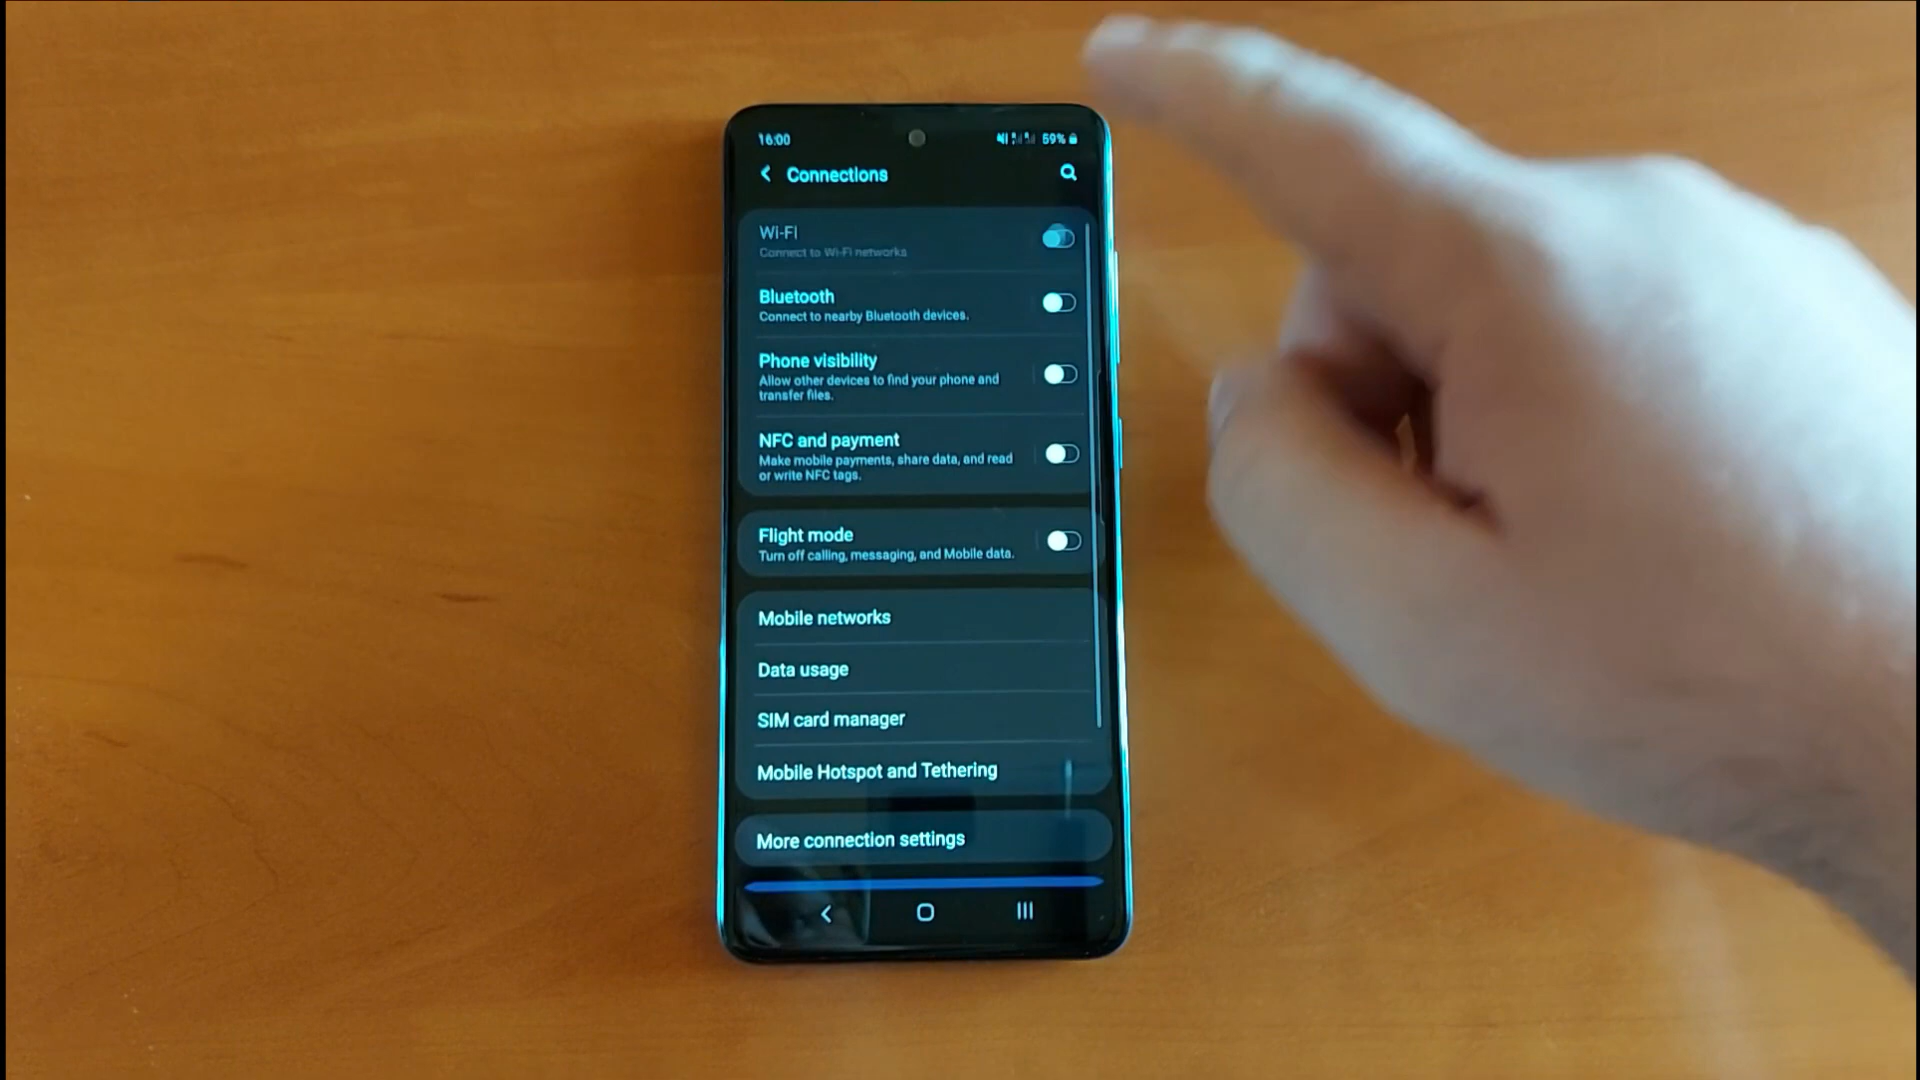 16:00
59%
Connections
Wi-Fi
Connect to Wi-Fi networks
Bluetooth
Connect to nearby Bluetooth devices.
Phone visibility
Allow other devices to find your phone and
transfer files.
NFC and payment
Make mobile payments, share data, and read
or write NFC tags.
Flight mode
Turn off calling, messaging, and Mobile data.
Mobile networks
Data usage
SIM card manager
Mobile Hotspot and Tethering
More connection settings